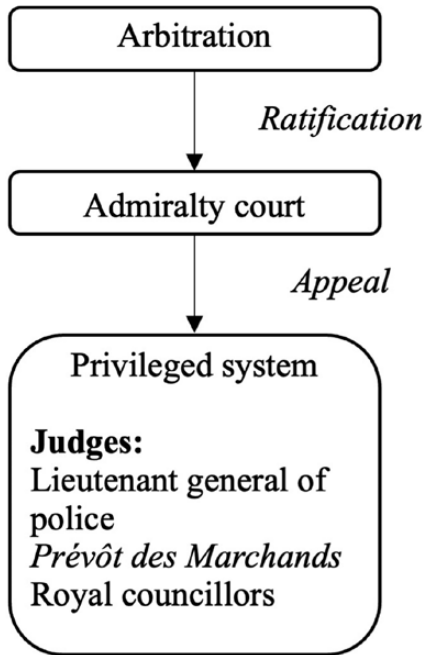 Arbitration
Ratification
Admiralty court
Appeal
Privileged system
Judges:
Lieutenant general of
police
Prévôt des Marchands
Royal councillors